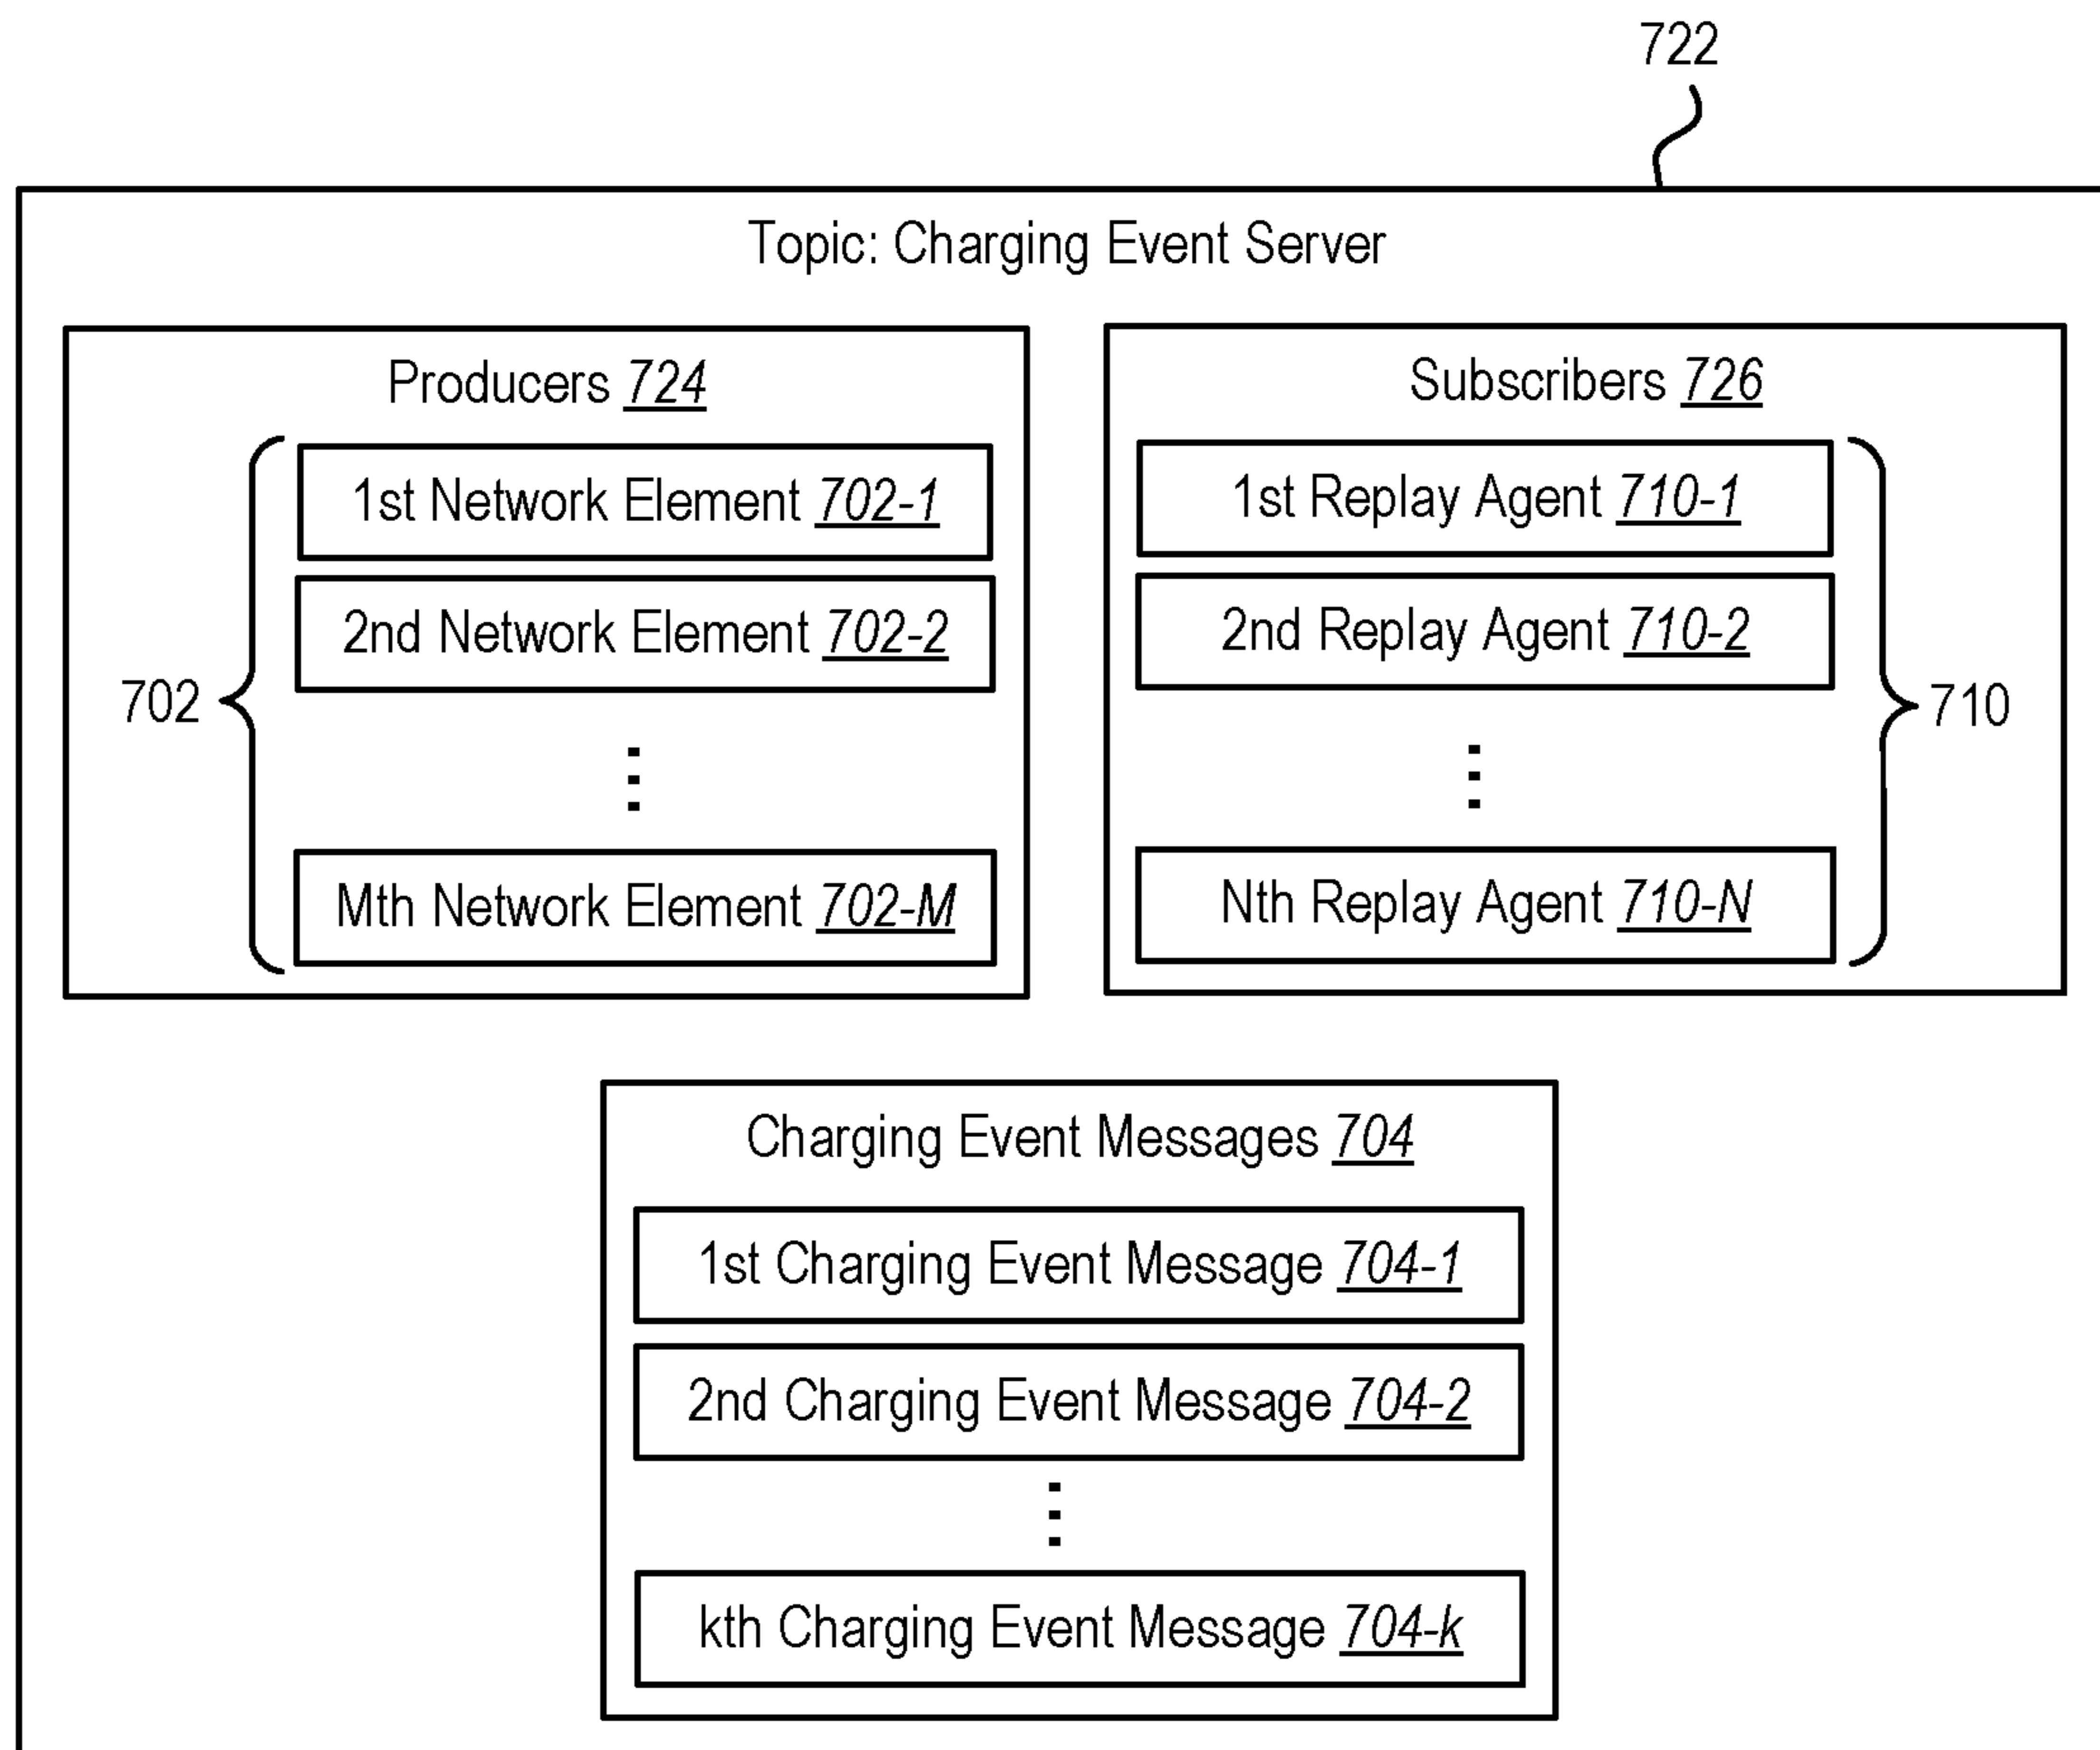 722
Topic: Charging Event Server
Producers 724
1st Network Element 702-1
2nd Network Element 702-2
702
⋮
Mth Network Element 702-M
Subscribers 726
1st Replay Agent 710-1
2nd Replay Agent 710-2
710
⋮
Nth Replay Agent 710-N
Charging Event Messages 704
1st Charging Event Message 704-1
2nd Charging Event Message 704-2
⋮
kth Charging Event Message 704-k